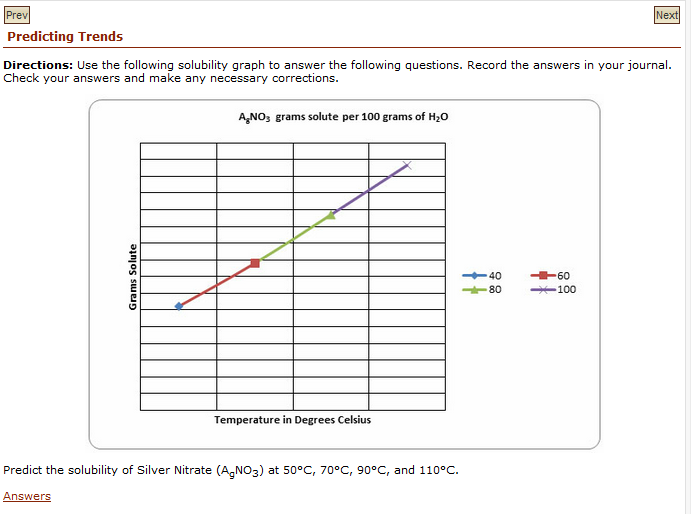 Prev
Next
Predicting Trends
Directions: Use the following solubility graph to answer the following questions. Record the answers in your journal.
Check your answers and make any necessary corrections.
AgNO₃ grams solute per 100 grams of H₂O
Grams Solute
40
60
80
100
Temperature in Degrees Celsius
Predict the solubility of Silver Nitrate (AgNO₃) at 50°C, 70°C, 90°C, and 110°C.
Answers